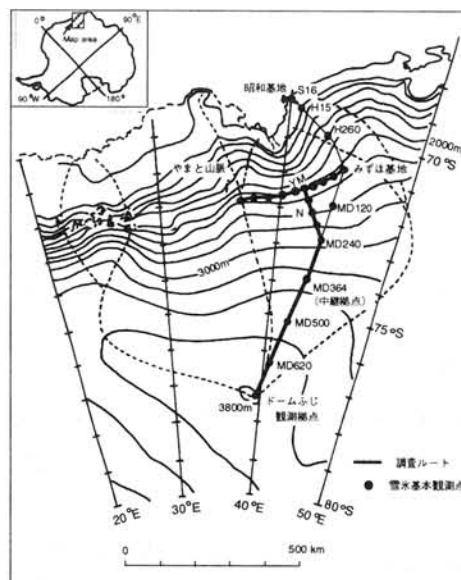 0°
90°E
Map area
90°W
180°
昭和基地
S16
H15
H260
2000m
70°S
やまと山脈
みずほ基地
YM
N
MD120
MD240
3000m
MD364
(中継拠点)
75°S
MD500
MD620
3800m
ドームふじ
観測拠点
調査ルート
雪氷基本観測点
20°E
30°E
40°E
50°E
80°S
0
500 km